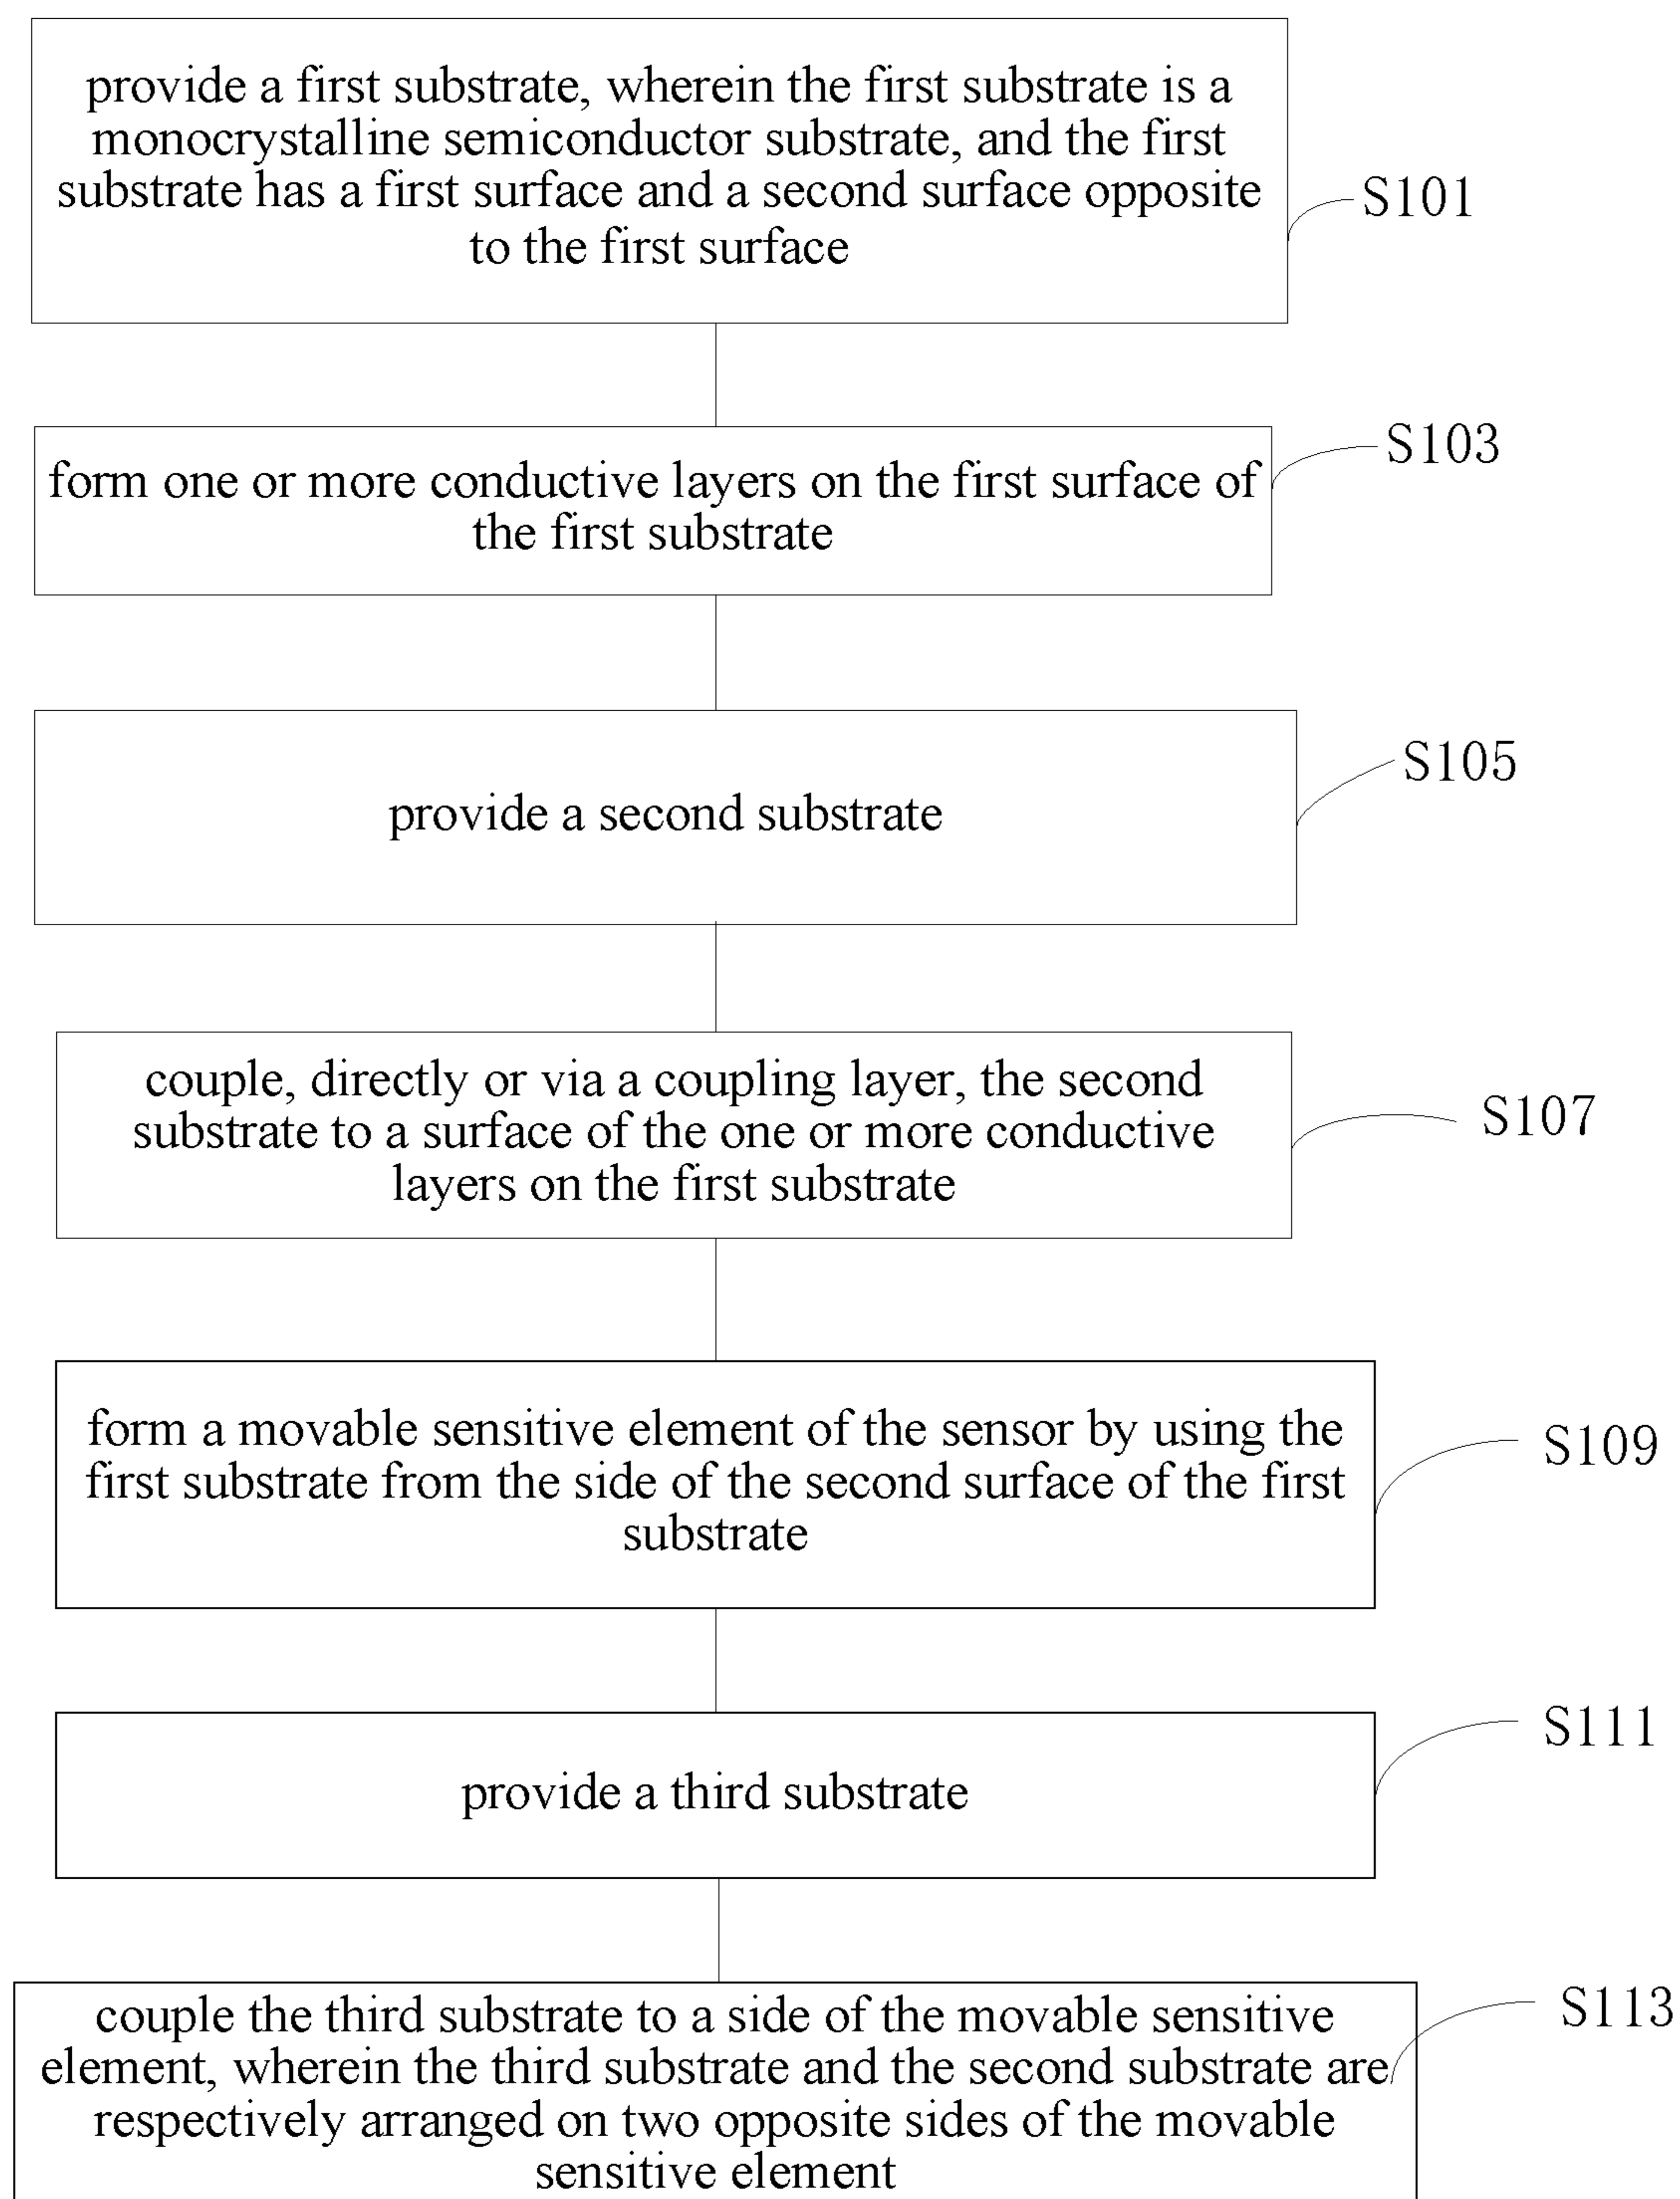 provide a first substrate, wherein the first substrate is a
monocrystalline semiconductor substrate, and the first
substrate has a first surface and a second surface opposite
to the first surface
S101
form one or more conductive layers on the first surface of
the first substrate
S103
provide a second substrate
S105
couple, directly or via a coupling layer, the second
substrate to a surface of the one or more conductive
layers on the first substrate
S107
form a movable sensitive element of the sensor by using the
first substrate from the side of the second surface of the first
substrate
S109
provide a third substrate
S111
couple the third substrate to a side of the movable sensitive
element, wherein the third substrate and the second substrate are
respectively arranged on two opposite sides of the movable
sensitive element
S113